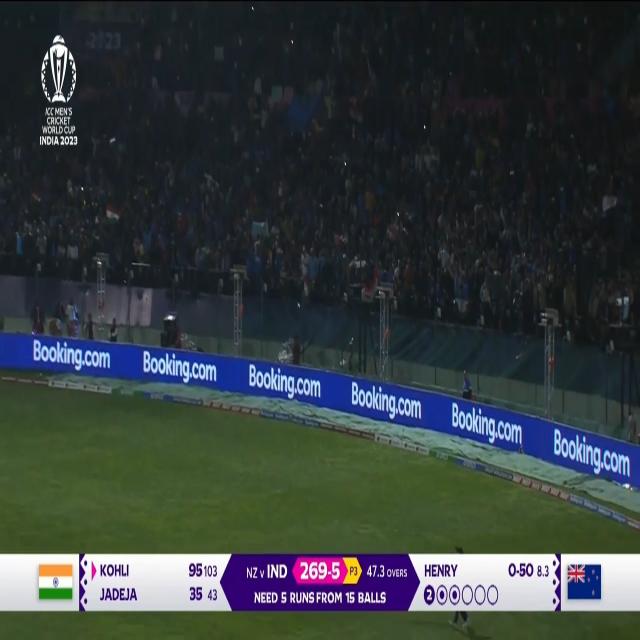 ICC MEN'S
CRICKET
WORLD CUP
INDIA 2023
Booking.com Booking.com Booking.com Booking.com Booking.com Booking.com
KOHLI 95 103
JADEJA 35 43
NZ v IND 269-5 P3 47.3 OVERS
NEED 5 RUNS FROM 15 BALLS
HENRY 0-50 8.3
2